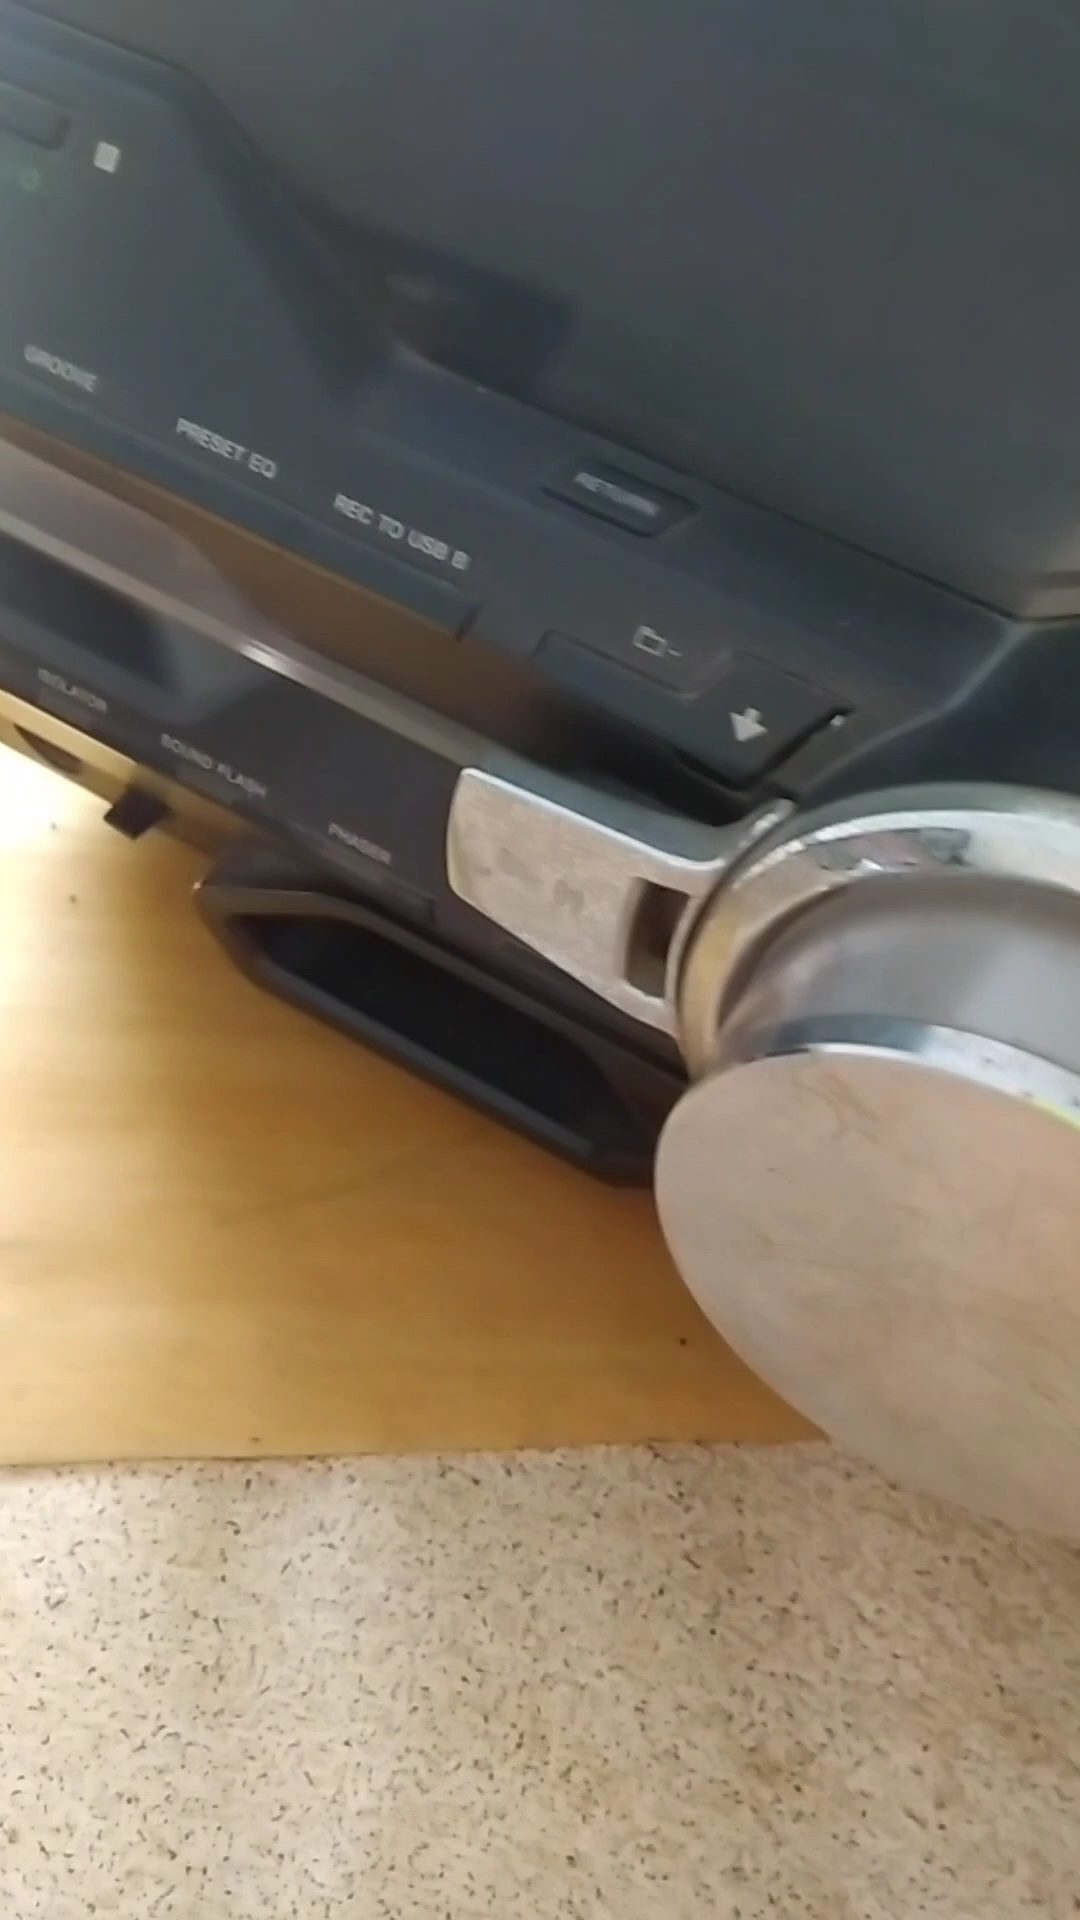 GROOVE
PRESET EQ
REC TO USB B
RETURN
ISOLATOR
SOUND FLASH
PHASER